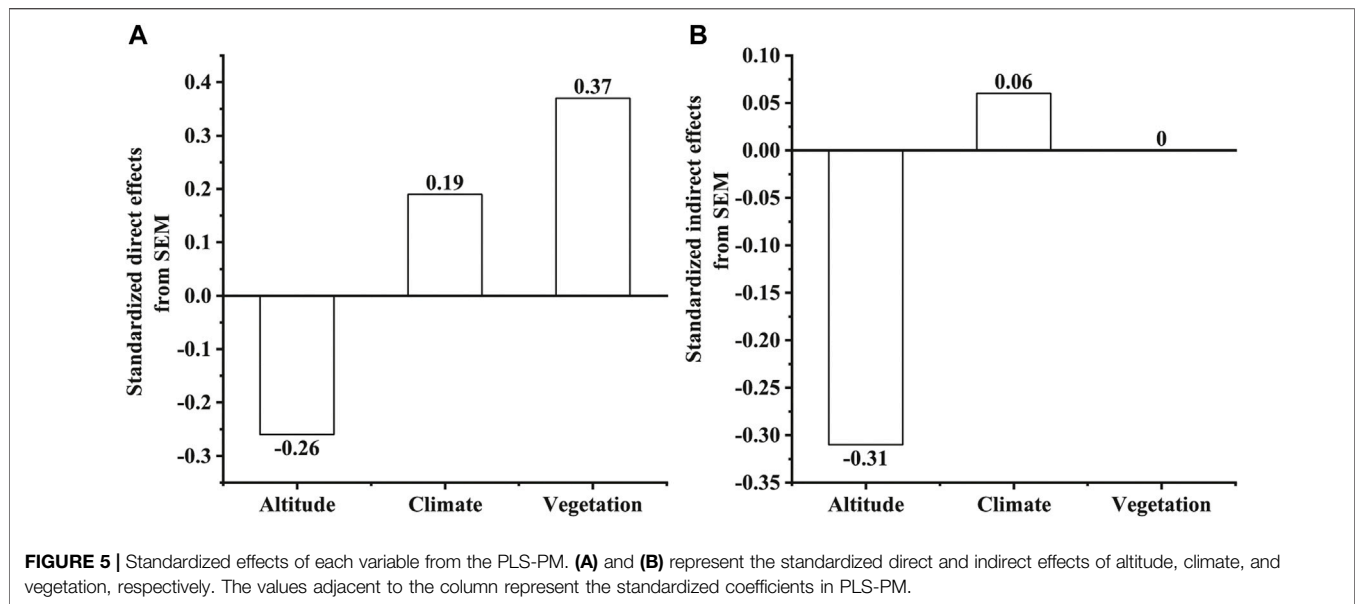 A
Standardized direct effects
from SEM
0.4
0.3
0.2
0.1
0.0
-0.1
-0.2
-0.3
-0.26
0.19
0.37
Altitude
Climate
Vegetation
B
Standardized indirect effects
from SEM
0.10
0.05
0.00
-0.05
-0.10
-0.15
-0.20
-0.25
-0.30
-0.35
-0.31
0.06
0
Altitude
Climate
Vegetation
FIGURE 5 | Standardized effects of each variable from the PLS-PM. (A) and (B) represent the standardized direct and indirect effects of altitude, climate, and
vegetation, respectively. The values adjacent to the column represent the standardized coefficients in PLS-PM.